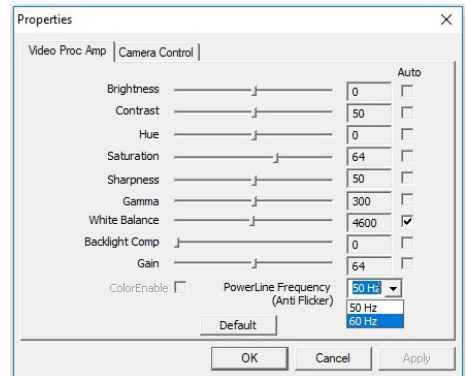 Properties
Video Proc Amp
Camera Control
Auto
Brightness 0
Contrast 50
Hue 0
Saturation 64
Sharpness 50
Gamma 300
White Balance 4600
Backlight Comp 0
Gain 64
ColorEnable PowerLine Frequency 50 Hz
(Anti Flicker)
50 Hz
60 Hz
Default
OK Cancel Apply